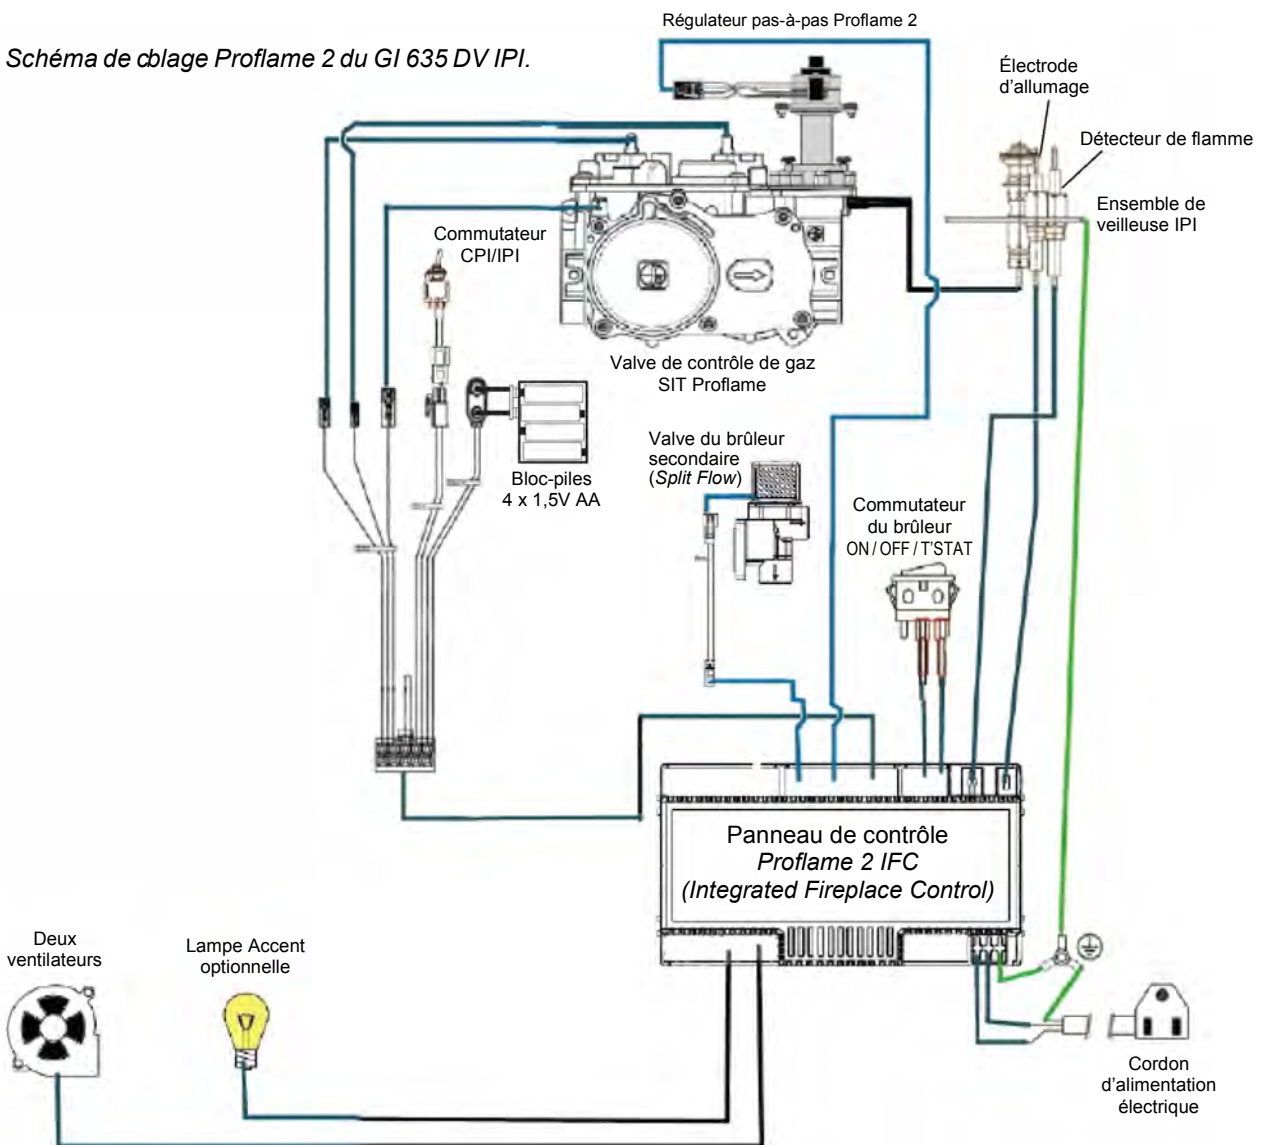 Régulateur pas-à-pas Proflame 2
Schéma de câblage Proflame 2 du GI 635 DV IPI.
Électrode
d'allumage
Détecteur de flamme
Ensemble de
veilleuse IPI
Commutateur
CPI/IPI
Valve de contrôle de gaz
SIT Proflame
Bloc-piles
4 x 1,5V AA
Valve du brûleur
secondaire
(Split Flow)
Commutateur
du brûleur
ON / OFF / T'STAT
Panneau de contrôle
Proflame 2 IFC
(Integrated Fireplace Control)
Deux
ventilateurs
Lampe Accent
optionnelle
Cordon
d'alimentation
électrique